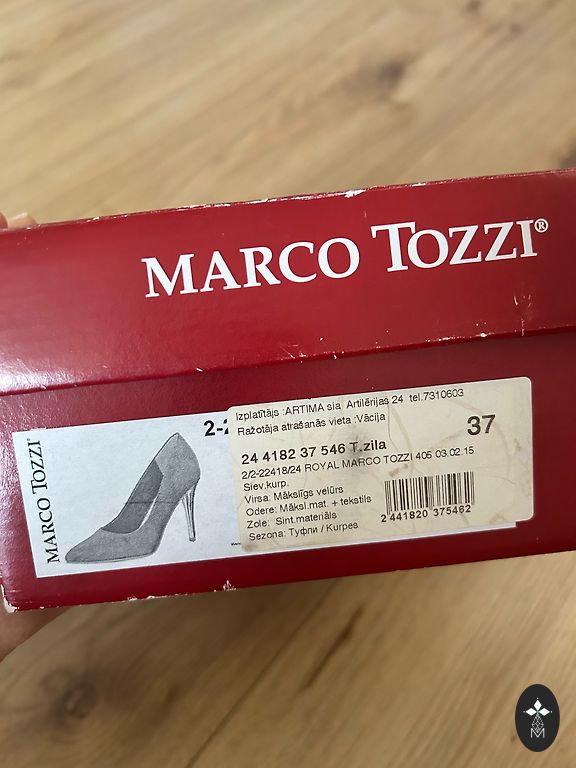 MARCO TOZZI®
MARCO TOZZI
2-2
Izplatītājs :ARTIMA sia Artilērijas 24 tel.7310603
Ražotāja atrašanās vieta :Vācija
37
24 4182 37 546 T.zila
2/2-22418/24 ROYAL MARCO TOZZI 405 03.02.15
Siev.kurp.
Virsa: Mākslīgs velūrs
Odere: Māksl.mat. + tekstils
Zole: Sint.materiāls
Sezona: Туфли / Kurpes
2 441820 375462
M